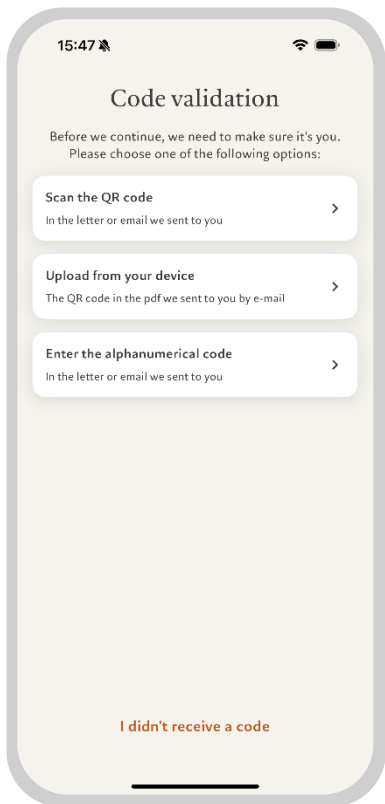 15:47
Code validation
Before we continue, we need to make sure it's you.
Please choose one of the following options:
Scan the QR code
In the letter or email we sent to you
Upload from your device
The QR code in the pdf we sent to you by e-mail
Enter the alphanumerical code
In the letter or email we sent to you
I didn't receive a code